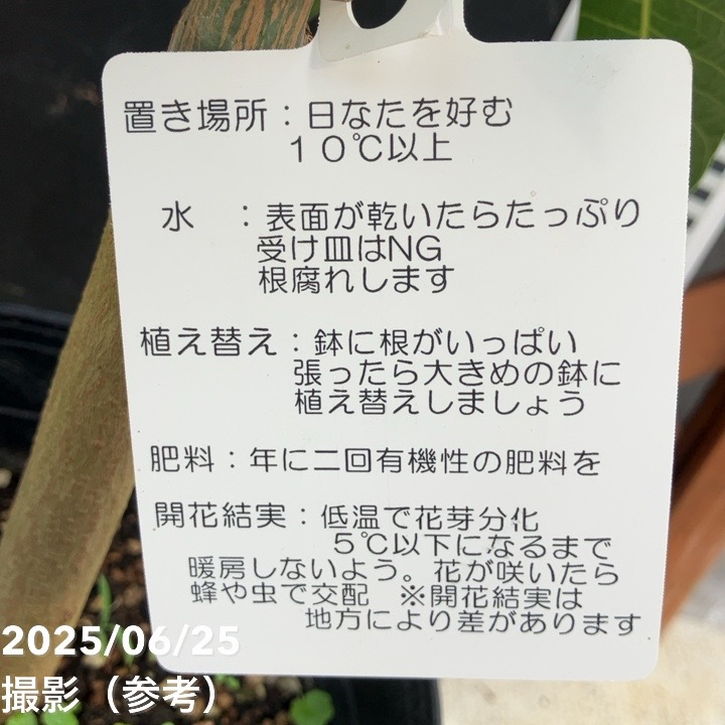 置き場所：日なたを好む
１０℃以上
水　：表面が乾いたらたっぷり
受け皿はNG
根腐れします
植え替え：鉢に根がいっぱい
張ったら大きめの鉢に
植え替えしましょう
肥料：年に二回有機性の肥料を
開花結実：低温で花芽分化
５℃以下になるまで
暖房しないよう。花が咲いたら
蜂や虫で交配　※開花結実は
地方により差があります
2025/06/25
撮影（参考）